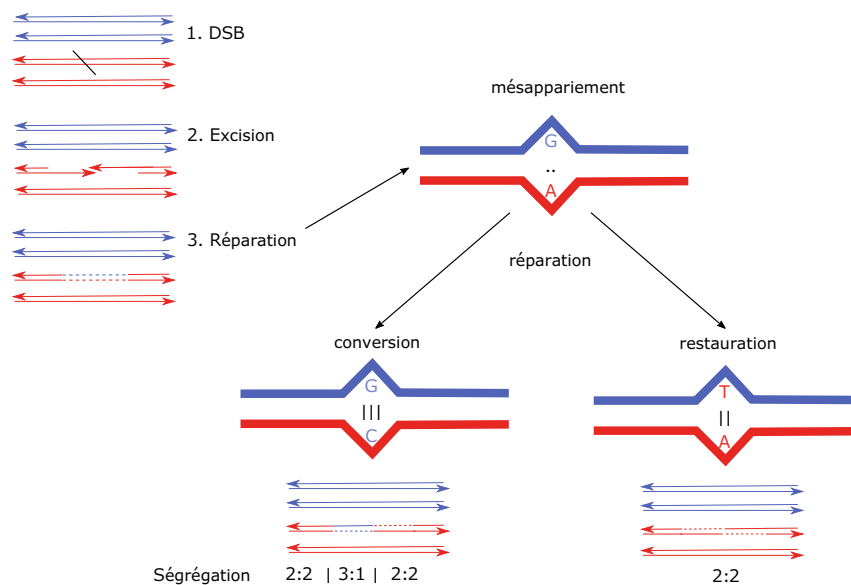 1. DSB
2. Excision
3. Réparation
mésappariement
G
..
A
réparation
conversion
G
|||
C
restauration
T
||
A
Ségrégation 2:2 | 3:1 | 2:2
2:2